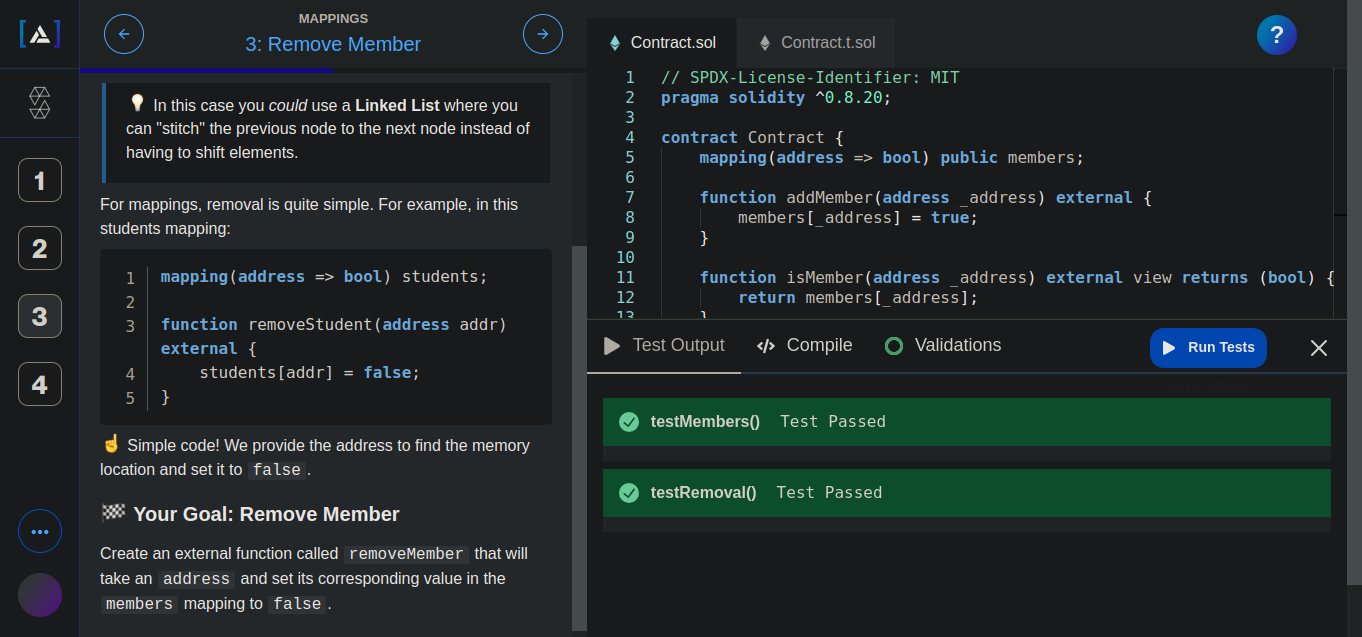 MAPPINGS
3: Remove Member
1
2
3
4
💡 In this case you could use a Linked List where you
can "stitch" the previous node to the next node instead of
having to shift elements.
For mappings, removal is quite simple. For example, in this
students mapping:
1 mapping(address => bool) students;
2
3 function removeStudent(address addr)
external {
4 students[addr] = false;
5 }
☝️ Simple code! We provide the address to find the memory
location and set it to false.
🏁 Your Goal: Remove Member
Create an external function called removeMember that will
take an address and set its corresponding value in the
members mapping to false.
Contract.sol
Contract.t.sol
?
1 // SPDX-License-Identifier: MIT
2 pragma solidity ^0.8.20;
3
4 contract Contract {
5 mapping(address => bool) public members;
6
7 function addMember(address _address) external {
8 members[_address] = true;
9 }
10
11 function isMember(address _address) external view returns (bool) {
12 return members[_address];
13 }
Test Output
Compile
Validations
Run Tests
testMembers() Test Passed
testRemoval() Test Passed